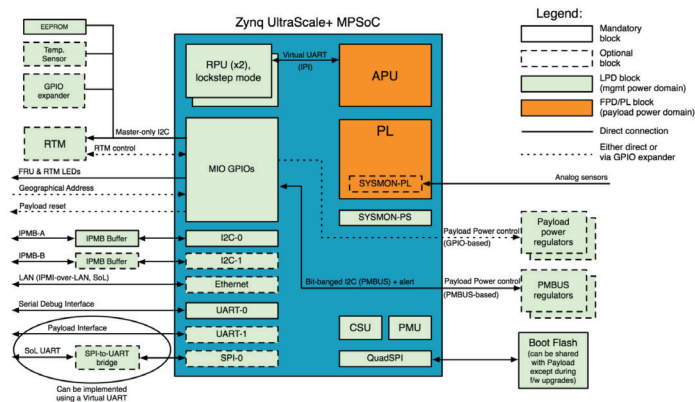 Zynq UltraScale+ MPSoC
Legend:
Mandatory
block
Optional
block
LPD block
(mgmt power domain)
FPD/PL block
(payload power domain)
Direct connection
Either direct or
via GPIO expander
EEPROM
Temp.
Sensor
GPIO
expander
RTM
Master-only I2C
RTM control
FRU & RTM LEDs
Geographical Address
Payload reset
IPMB-A
IPMB Buffer
IPMB-B
IPMB Buffer
LAN (IPMI-over-LAN, SoL)
Serial Debug Interface
Payload Interface
SoL UART
SPI-to-UART
bridge
Can be implemented
using a Virtual UART
RPU (x2),
lockstep mode
Virtual UART
(IPI)
APU
MIO GPIOs
PL
SYSMON-PL
SYSMON-PS
I2C-0
I2C-1
Ethernet
UART-0
UART-1
SPI-0
Bit-banged I2C (PMBUS) + alert
CSU
PMU
QuadSPI
Analog sensors
Payload Power control
(GPIO-based)
Payload
power
regulators
Payload Power control
(PMBUS-based)
PMBUS
regulators
Boot Flash
(can be
shared with
Payload
except during
f/w upgrades)